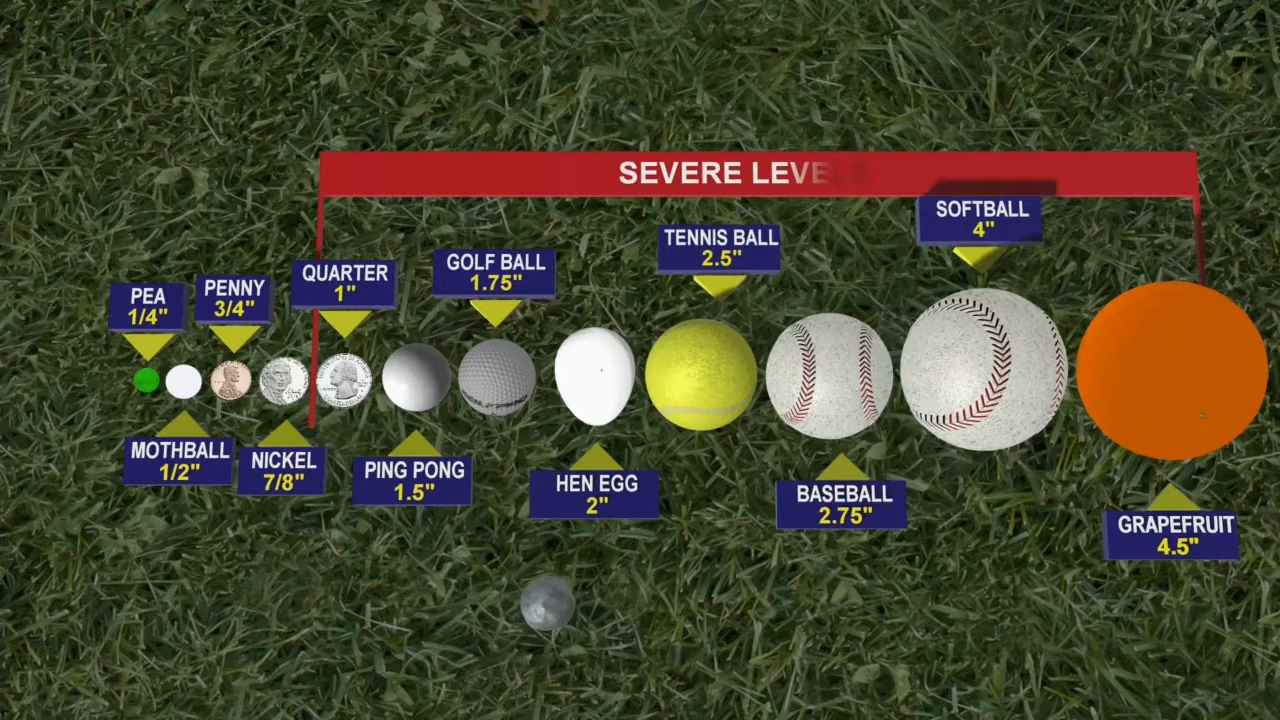 SEVERE LEVE
SOFTBALL
4"
TENNIS BALL
2.5"
GOLF BALL
1.75"
QUARTER
1"
PENNY
3/4"
PEA
1/4"
MOTHBALL
1/2"
NICKEL
7/8"
PING PONG
1.5"
HEN EGG
2"
BASEBALL
2.75"
GRAPEFRUIT
4.5"